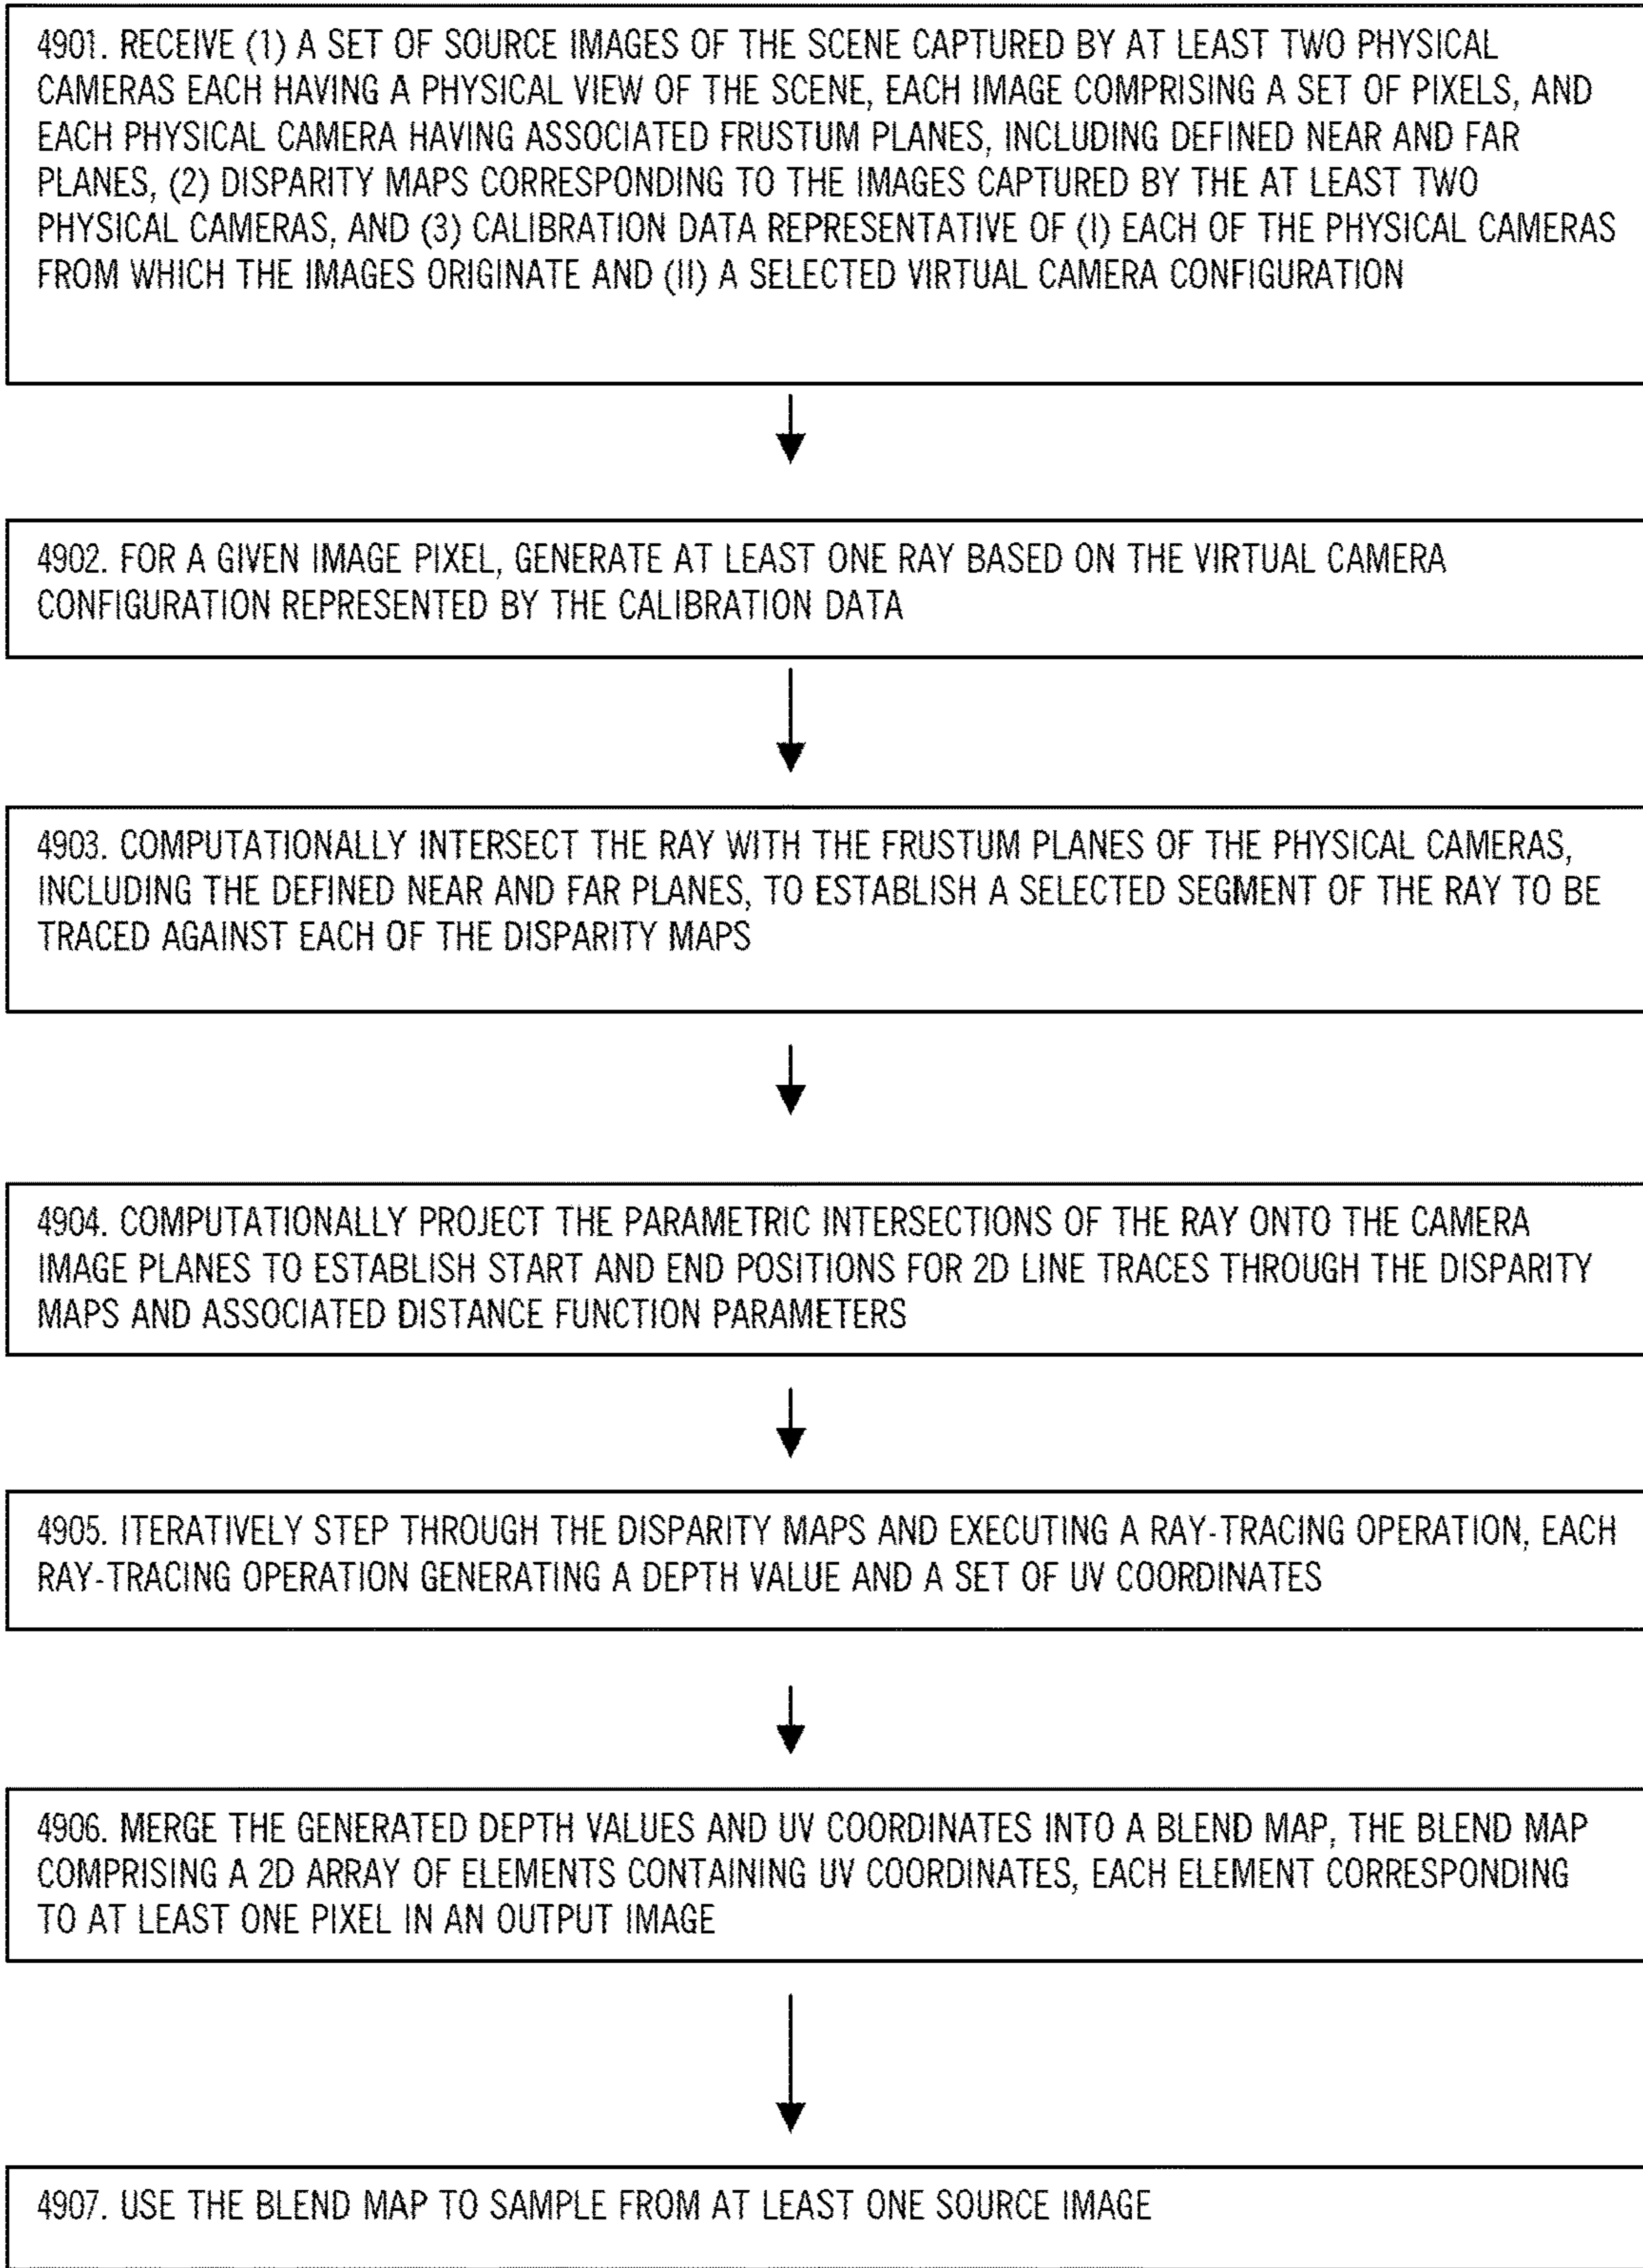 4901. RECEIVE (1) A SET OF SOURCE IMAGES OF THE SCENE CAPTURED BY AT LEAST TWO PHYSICAL
CAMERAS EACH HAVING A PHYSICAL VIEW OF THE SCENE, EACH IMAGE COMPRISING A SET OF PIXELS, AND
EACH PHYSICAL CAMERA HAVING ASSOCIATED FRUSTUM PLANES, INCLUDING DEFINED NEAR AND FAR
PLANES, (2) DISPARITY MAPS CORRESPONDING TO THE IMAGES CAPTURED BY THE AT LEAST TWO
PHYSICAL CAMERAS, AND (3) CALIBRATION DATA REPRESENTATIVE OF (I) EACH OF THE PHYSICAL CAMERAS
FROM WHICH THE IMAGES ORIGINATE AND (II) A SELECTED VIRTUAL CAMERA CONFIGURATION
4902. FOR A GIVEN IMAGE PIXEL, GENERATE AT LEAST ONE RAY BASED ON THE VIRTUAL CAMERA
CONFIGURATION REPRESENTED BY THE CALIBRATION DATA
4903. COMPUTATIONALLY INTERSECT THE RAY WITH THE FRUSTUM PLANES OF THE PHYSICAL CAMERAS,
INCLUDING THE DEFINED NEAR AND FAR PLANES, TO ESTABLISH A SELECTED SEGMENT OF THE RAY TO BE
TRACED AGAINST EACH OF THE DISPARITY MAPS
4904. COMPUTATIONALLY PROJECT THE PARAMETRIC INTERSECTIONS OF THE RAY ONTO THE CAMERA
IMAGE PLANES TO ESTABLISH START AND END POSITIONS FOR 2D LINE TRACES THROUGH THE DISPARITY
MAPS AND ASSOCIATED DISTANCE FUNCTION PARAMETERS
4905. ITERATIVELY STEP THROUGH THE DISPARITY MAPS AND EXECUTING A RAY-TRACING OPERATION, EACH
RAY-TRACING OPERATION GENERATING A DEPTH VALUE AND A SET OF UV COORDINATES
4906. MERGE THE GENERATED DEPTH VALUES AND UV COORDINATES INTO A BLEND MAP, THE BLEND MAP
COMPRISING A 2D ARRAY OF ELEMENTS CONTAINING UV COORDINATES, EACH ELEMENT CORRESPONDING
TO AT LEAST ONE PIXEL IN AN OUTPUT IMAGE
4907. USE THE BLEND MAP TO SAMPLE FROM AT LEAST ONE SOURCE IMAGE